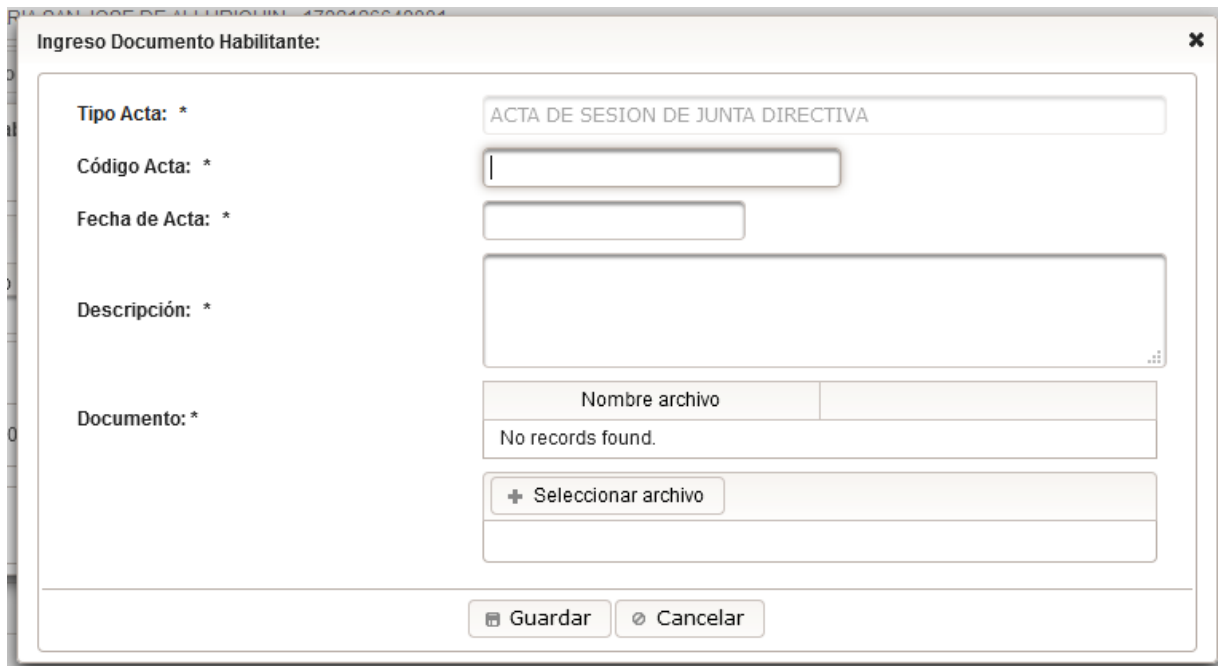 Ingreso Documento Habilitante:
Tipo Acta: *
ACTA DE SESION DE JUNTA DIRECTIVA
Código Acta: *
Fecha de Acta: *
Descripción: *
Documento: *
Nombre archivo
No records found.
Seleccionar archivo
Guardar
Cancelar